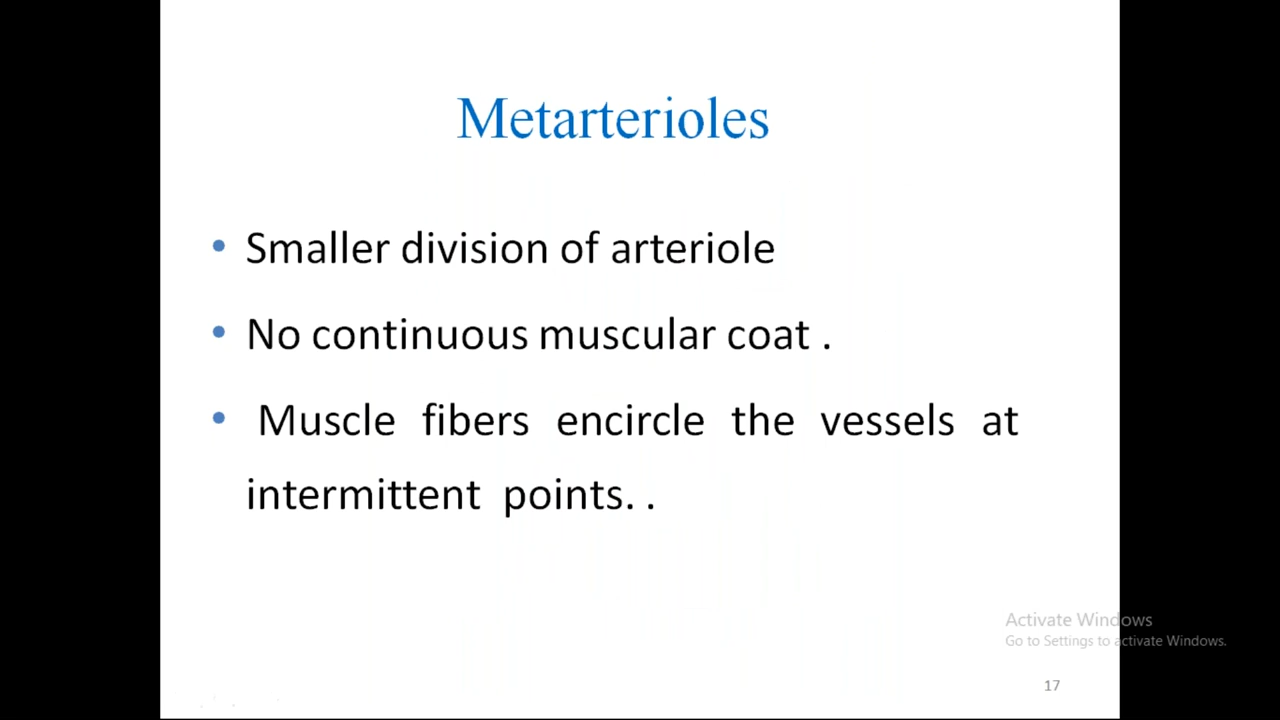 Metarterioles
• Smaller division of arteriole
• No continuous muscular coat .
• Muscle fibers encircle the vessels at
intermittent points. .
Activate Windows
Go to Settings to activate Windows.
17